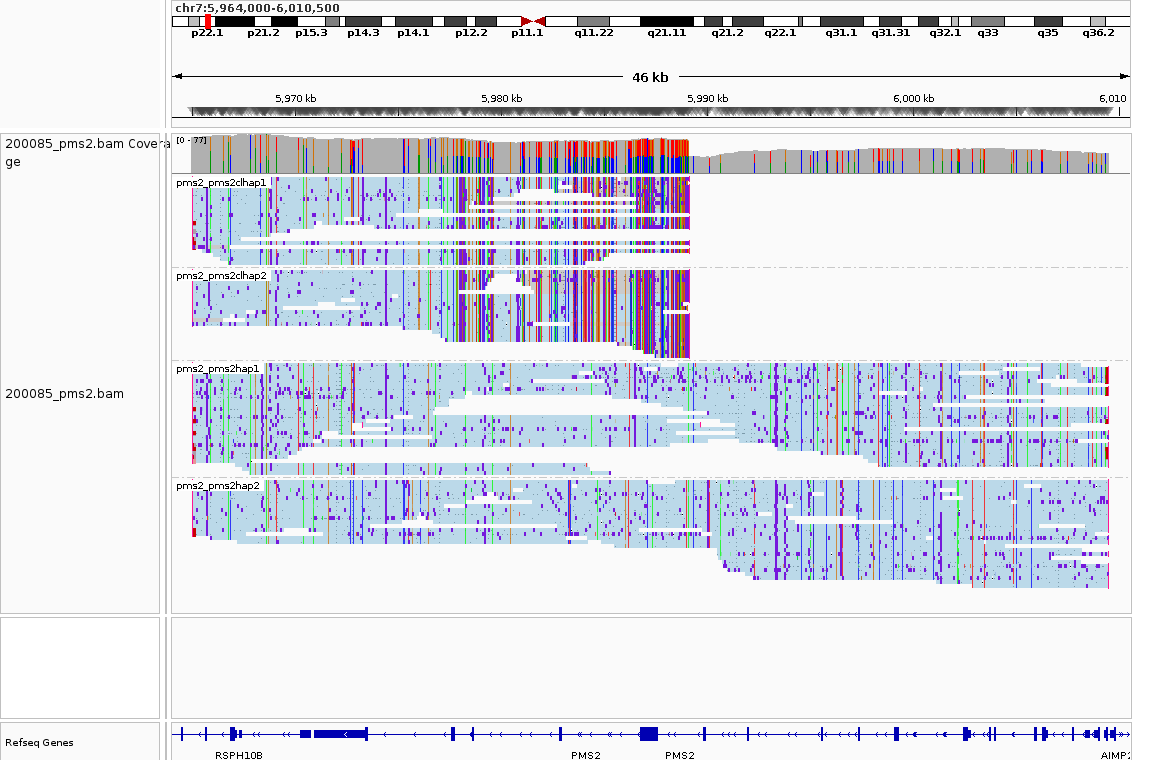 chr7:5,964,000-6,010,500
p22.1 p21.2 p15.3 p14.3 p14.1 p12.2 p11.1 q11.22 q21.11 q21.2 q22.1 q31.1 q31.31 q32.1 q33 q35 q36.2
46 kb
5,970 kb 5,980 kb 5,990 kb 6,000 kb 6,010
200085_pms2.bam Covera
ge
[0 - 77]
pms2_pms2clhap1
pms2_pms2clhap2
pms2_pms2hap1
200085_pms2.bam
pms2_pms2hap2
Refseq Genes
RSPH10B PMS2 PMS2 AIMP2